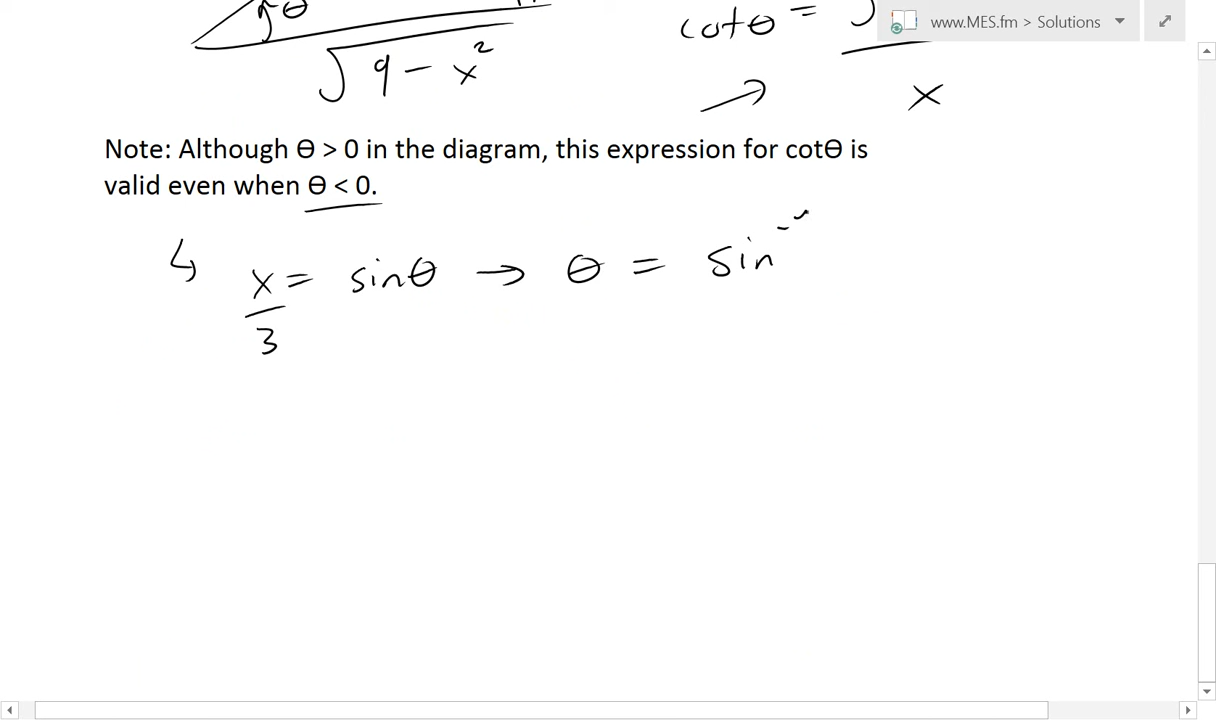 θ
√9 - x²
cotθ =
x
www.MES.fm > Solutions
Note: Although Θ > 0 in the diagram, this expression for cotΘ is
valid even when Θ < 0.
↳ x/3 = sinθ → θ = sin⁻